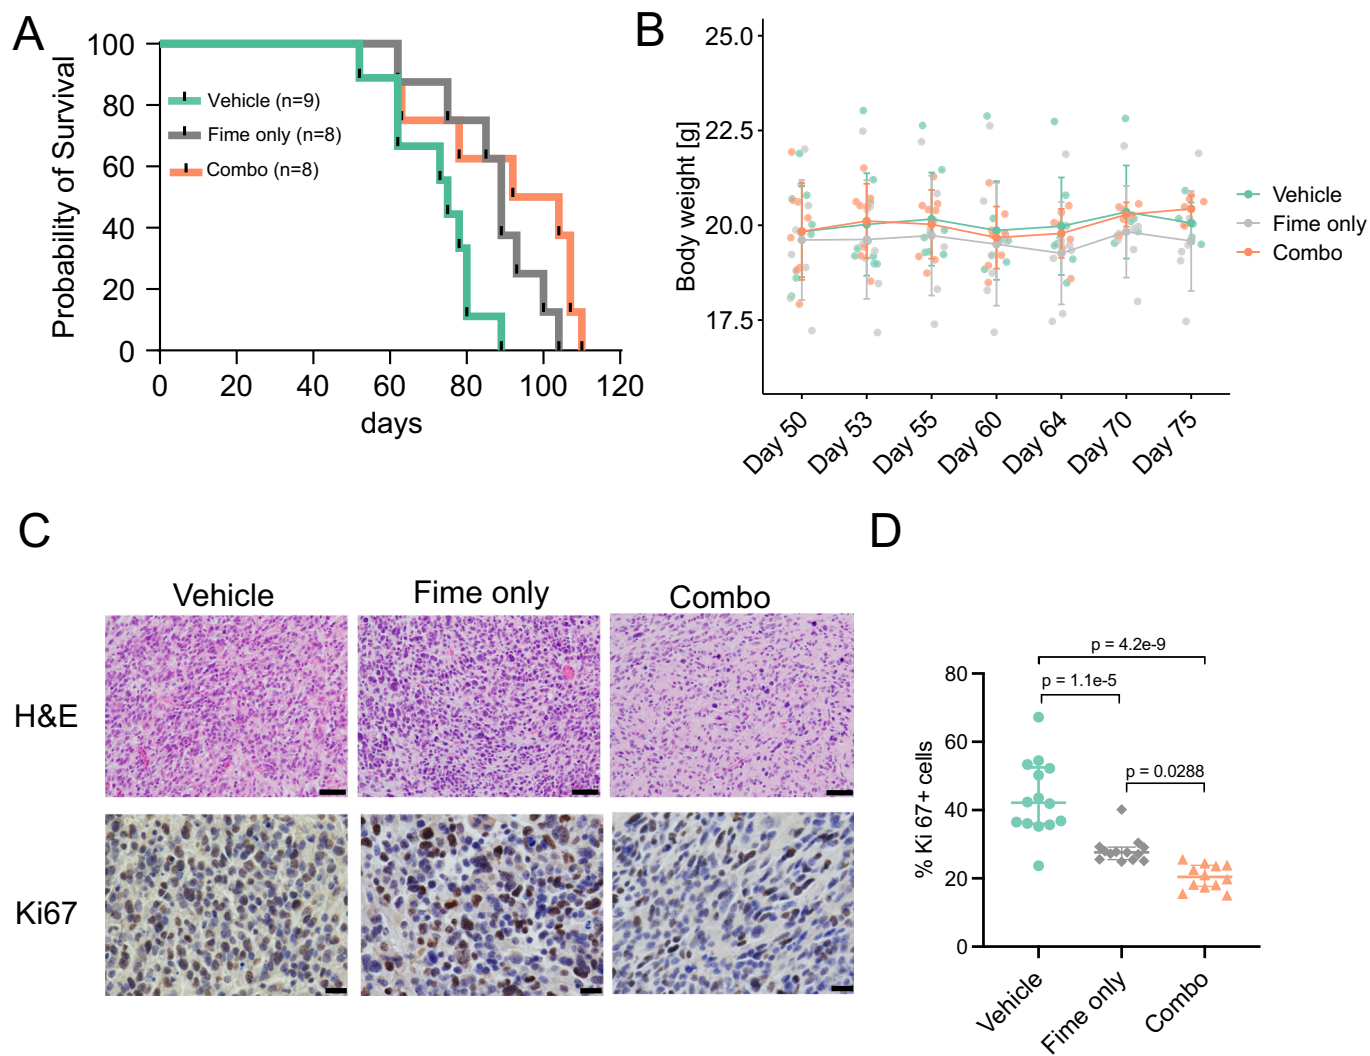 A
Probability of Survival
100
80
60
40
20
0
Vehicle (n=9)
Fime only (n=8)
Combo (n=8)
0 20 40 60 80 100 120
days
B
Body weight [g]
25.0
22.5
20.0
17.5
Day 50 Day 53 Day 55 Day 60 Day 64 Day 70 Day 75
Vehicle
Fime only
Combo
C
Vehicle Fime only Combo
H&E
Ki67
D
% Ki 67+ cells
80
60
40
20
0
p = 4.2e-9
p = 1.1e-5
p = 0.0288
Vehicle Fime only Combo